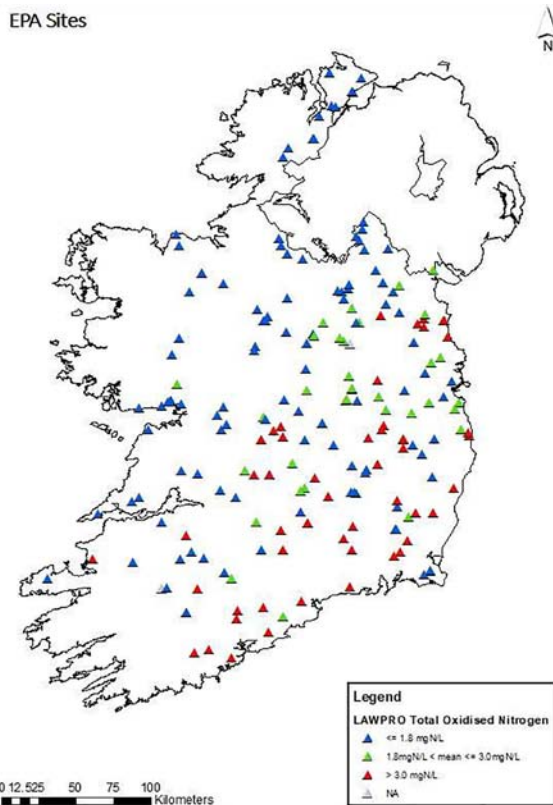 EPA Sites
N
Legend
LAWPRO Total Oxidised Nitrogen
<= 1.8 mgN/L
1.8mgN/L < mean <= 3.0mgN/L
> 3.0 mgN/L
NA
0 12.525 50 75 100
Kilometers